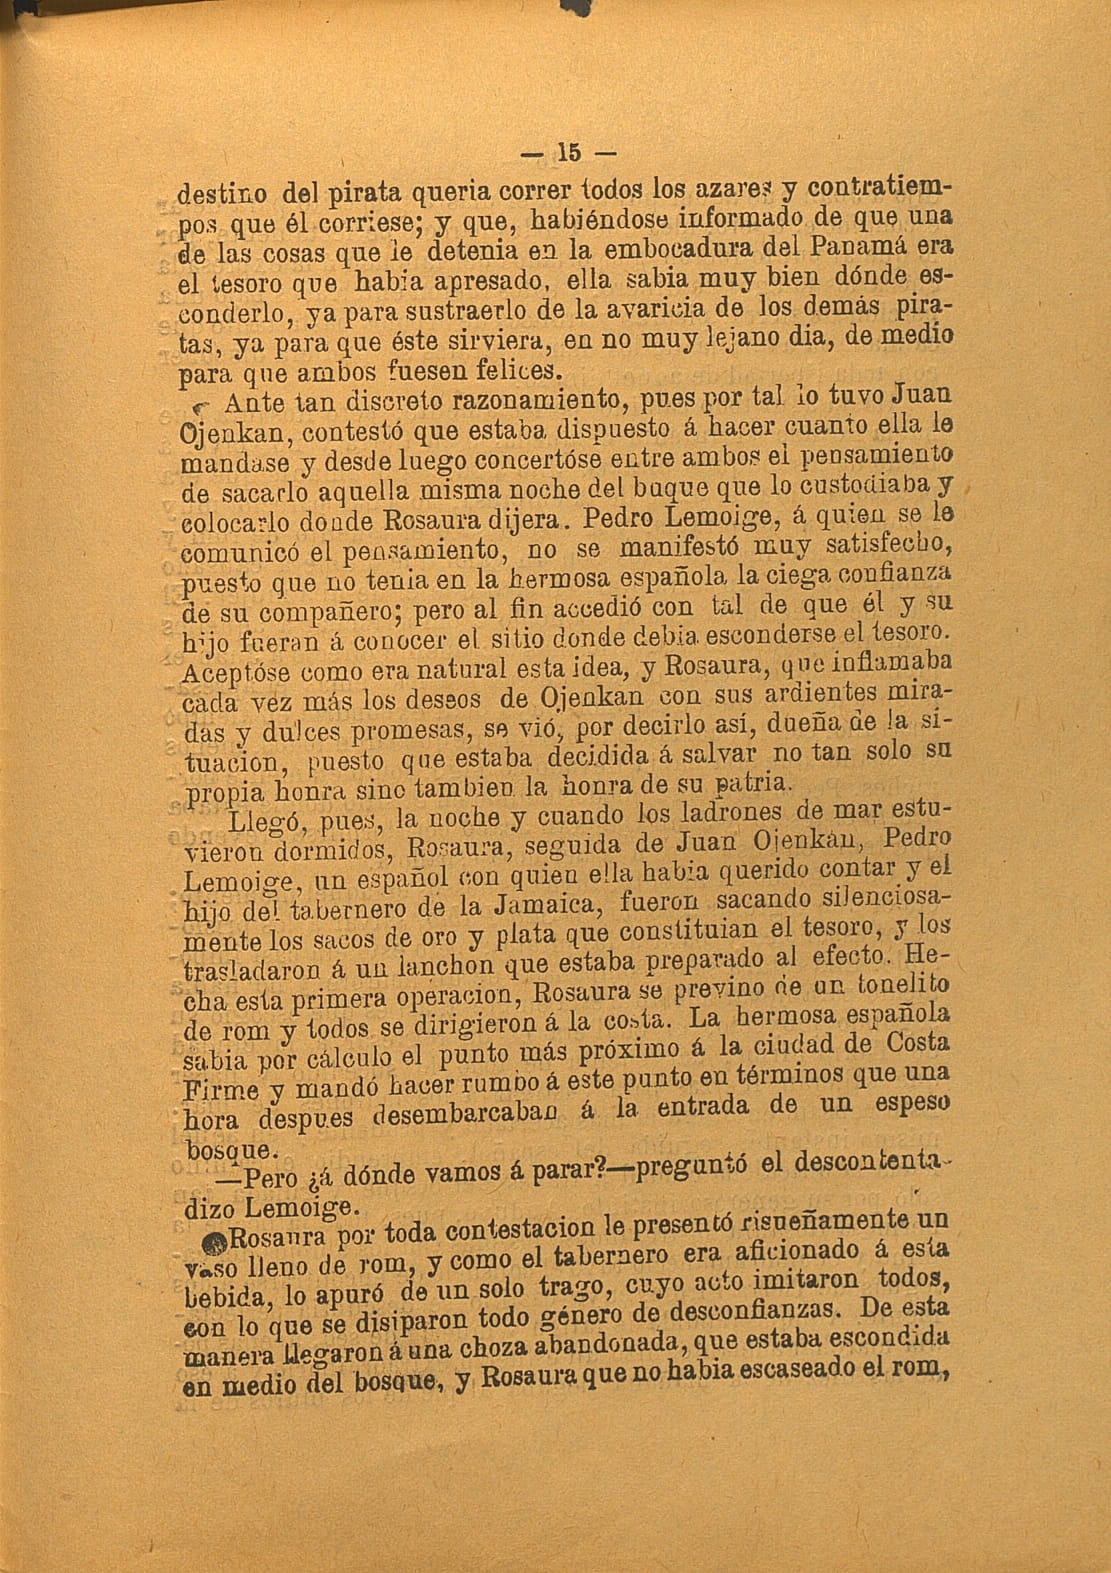 — 15 —
destino del pirata queria correr todos los azares y contratiem-
pos que él corriese; y que, habiéndose informado de que una
de las cosas que le detenia en la embocadura del Panamá era
el tesoro que habia apresado, ella sabia muy bien dónde es-
conderlo, ya para sustraerlo de la avaricia de los demás pira-
tas, ya para que éste sirviera, en no muy lejano dia, de medio
para que ambos fuesen felices.
Ante tan discreto razonamiento, pues por tal lo tuvo Juan
Ojenkan, contestó que estaba dispuesto á hacer cuanto ella le
mandase y desde luego concertóse entre ambos el pensamiento
de sacarlo aquella misma noche del buque que lo custodiaba y
colocarlo donde Rosaura dijera. Pedro Lemoige, á quien se le
comunicó el pensamiento, no se manifestó muy satisfecho,
puesto que no tenia en la hermosa española la ciega confianza
de su compañero; pero al fin accedió con tal de que él y su
hijo fueran á conocer el sitio donde debia esconderse el tesoro.
Aceptóse como era natural esta idea, y Rosaura, que inflamaba
cada vez más los deseos de Ojenkan con sus ardientes mira-
das y dulces promesas, se vió, por decirlo así, dueña de la si-
tuacion, puesto que estaba decidida á salvar no tan solo su
propia honra sino tambien la honra de su patria.
Llegó, pues, la noche y cuando los ladrones de mar estu-
vieron dormidos, Rosaura, seguida de Juan Ojenkán, Pedro
Lemoige, un español con quien ella habia querido contar y el
hijo del tabernero de la Jamaica, fueron sacando silenciosa-
mente los sacos de oro y plata que constituian el tesoro, y los
trasladaron á un lanchon que estaba preparado al efecto. He-
cha esta primera operacion, Rosaura se previno de un tonelito
de rom y todos se dirigieron á la costa. La hermosa española
sabia por cálculo el punto más próximo á la ciudad de Costa
Firme y mandó hacer rumbo á este punto en términos que una
hora despues desembarcaban á la entrada de un espeso
bosque.
—Pero ¿á dónde vamos á parar?—preguntó el descontenta-
dizo Lemoige.
Rosaura por toda contestacion le presentó risueñamente un
vaso lleno de rom, y como el tabernero era aficionado á esta
bebida, lo apuró de un solo trago, cuyo acto imitaron todos,
con lo que se disiparon todo género de desconfianzas. De esta
manera llegaron á una choza abandonada, que estaba escondida
en medio del bosque, y Rosaura que no habia escaseado el rom,